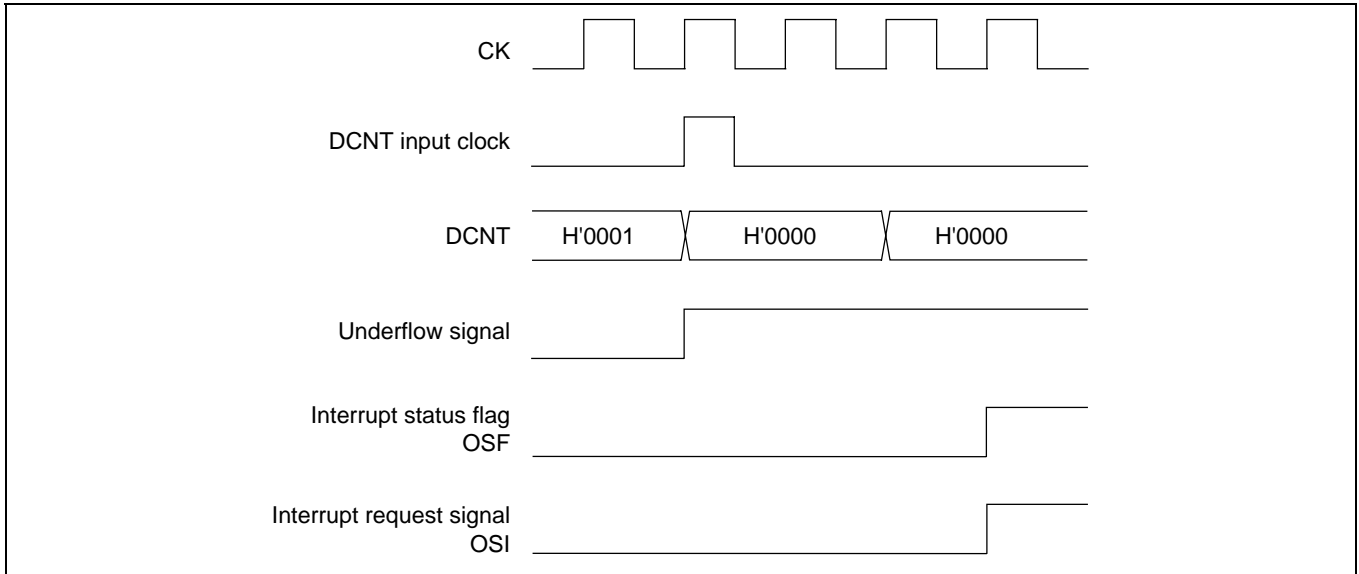 CK
DCNT input clock
DCNT H'0001 H'0000 H'0000
Underflow signal
Interrupt status flag
OSF
Interrupt request signal
OSI